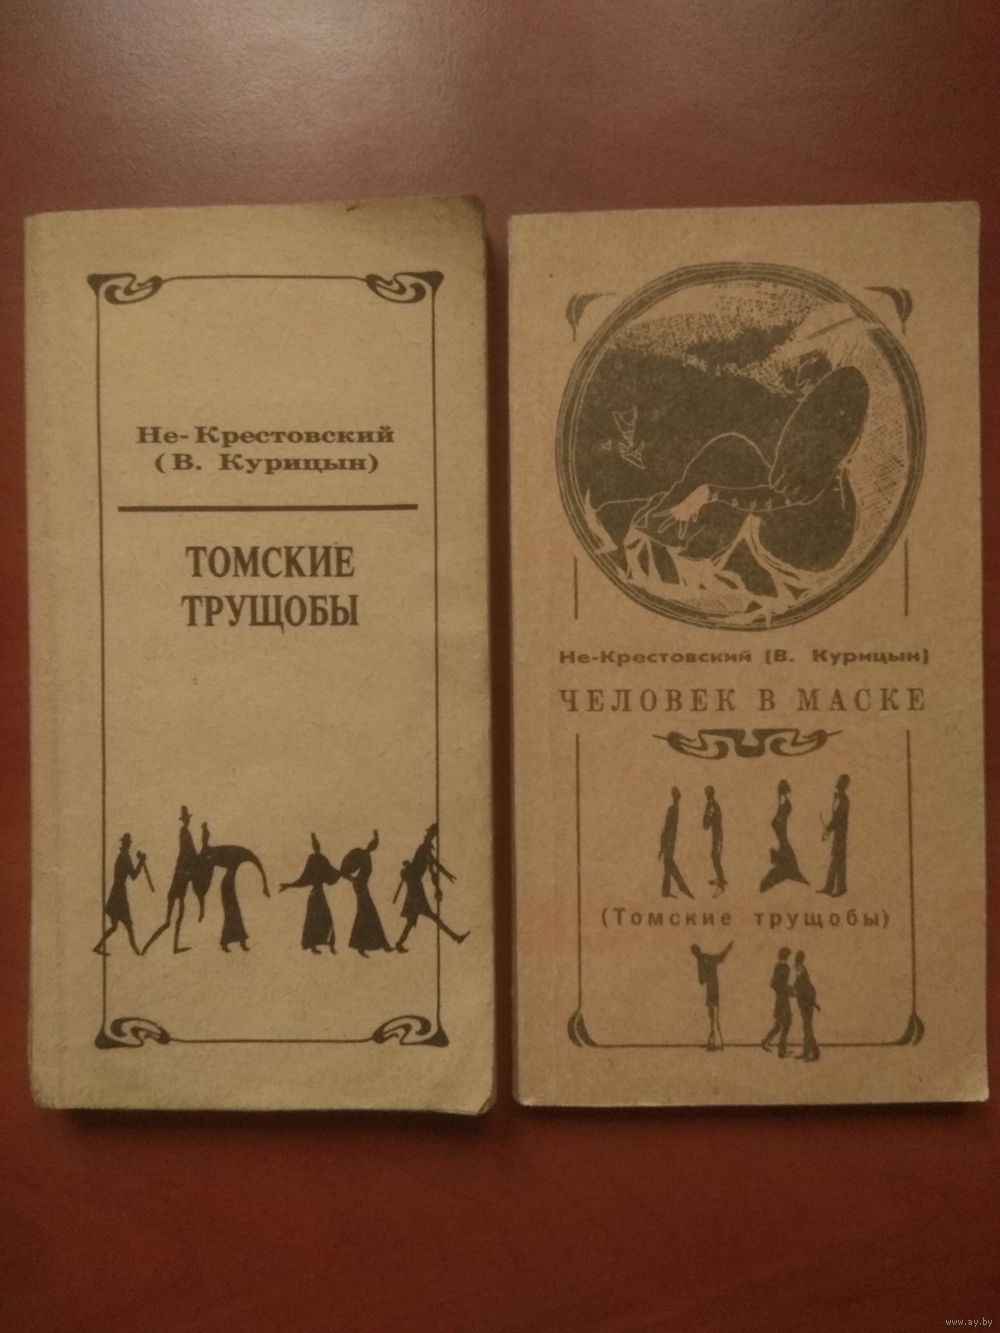 Не-Крестовский
(В. Курицын)
ТОМСКИЕ
ТРУЩОБЫ
Не-Крестовский (В. Курицын)
ЧЕЛОВЕК В МАСКЕ
(Томские трущобы)
www.ay.by